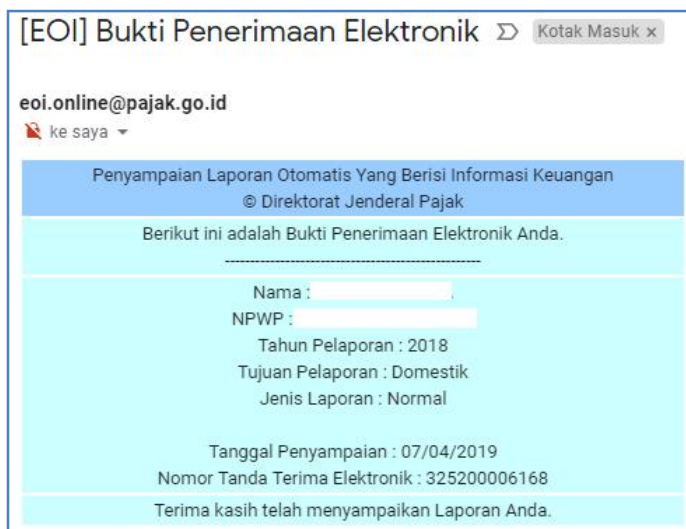 [EOI] Bukti Penerimaan Elektronik Kotak Masuk x
eoi.online@pajak.go.id
ke saya
Penyampaian Laporan Otomatis Yang Berisi Informasi Keuangan
© Direktorat Jenderal Pajak
Berikut ini adalah Bukti Penerimaan Elektronik Anda.
----------------------------------------------------
Nama :
NPWP :
Tahun Pelaporan : 2018
Tujuan Pelaporan : Domestik
Jenis Laporan : Normal
Tanggal Penyampaian : 07/04/2019
Nomor Tanda Terima Elektronik : 325200006168
Terima kasih telah menyampaikan Laporan Anda.